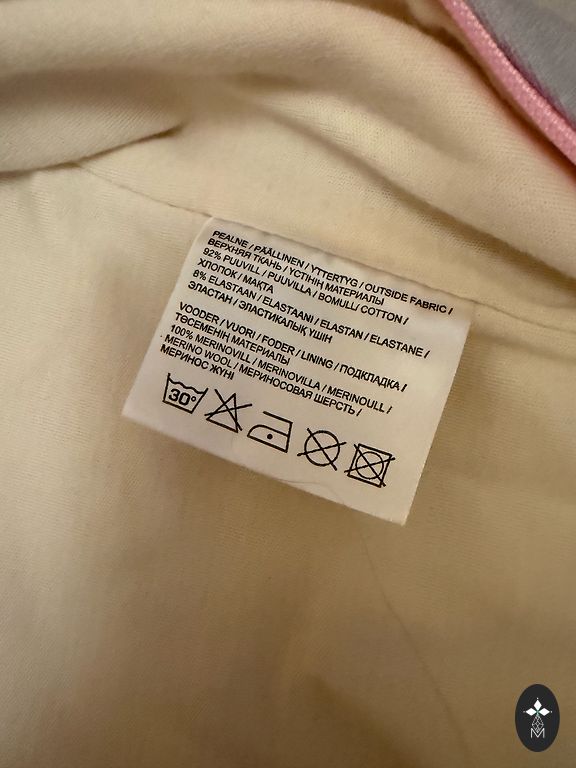 PEALNE / PÄÄLLINEN / YTTERTYG / OUTSIDE FABRIC /
ВЕРХНЯЯ ТКАНЬ / ҮСТІНІҢ МАТЕРИАЛЫ
92% PUUVILL / PUUVILLA / BOMULL/ COTTON /
ХЛОПОК / МАҚТА
8% ELASTAAN / ELASTAANI / ELASTAN / ELASTANE /
ЭЛАСТАН / ЭЛАСТИКАЛЫҚ ҮШІН
VOODER / VUORI / FODER / LINING / ПОДКЛАДКА /
ТӨСЕМЕНІҢ МАТЕРИАЛЫ
100% MERINOVILL / MERINOVILLA / MERINOULL /
MERINO WOOL / МЕРИНОСОВАЯ ШЕРСТЬ /
МЕРИНОС ЖҮНІ
30°
M